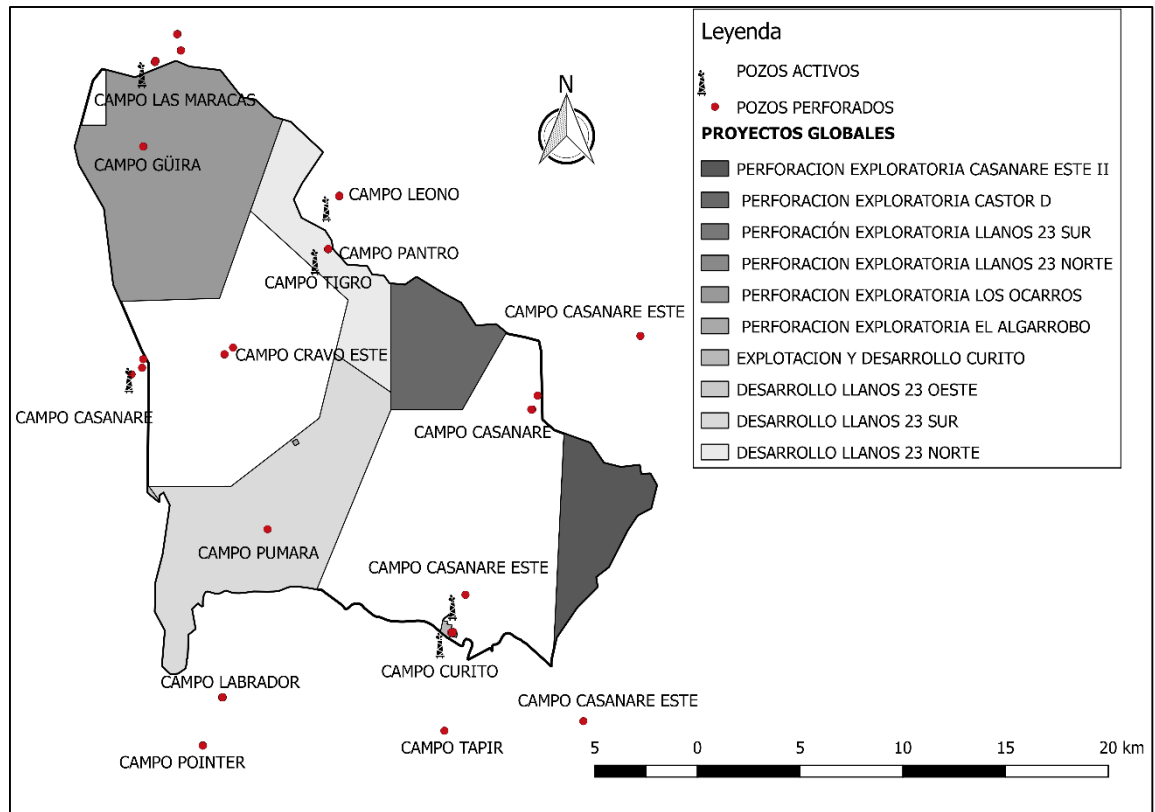 Leyenda
POZOS ACTIVOS
POZOS PERFORADOS
PROYECTOS GLOBALES
PERFORACION EXPLORATORIA CASANARE ESTE II
PERFORACION EXPLORATORIA CASTOR D
PERFORACIÓN EXPLORATORIA LLANOS 23 SUR
PERFORACION EXPLORATORIA LLANOS 23 NORTE
PERFORACION EXPLORATORIA LOS OCARROS
PERFORACION EXPLORATORIA EL ALGARROBO
EXPLOTACION Y DESARROLLO CURITO
DESARROLLO LLANOS 23 OESTE
DESARROLLO LLANOS 23 SUR
DESARROLLO LLANOS 23 NORTE
N
CAMPO LAS MARACAS
CAMPO GÜIRA
CAMPO LEONO
CAMPO PANTRO
CAMPO TIGRO
CAMPO CASANARE ESTE
CAMPO CRAVO ESTE
CAMPO CASANARE
CAMPO CASANARE
CAMPO PUMARA
CAMPO CASANARE ESTE
CAMPO CURITO
CAMPO LABRADOR
CAMPO CASANARE ESTE
CAMPO TAPIR
CAMPO POINTER
5 0 5 10 15 20 km